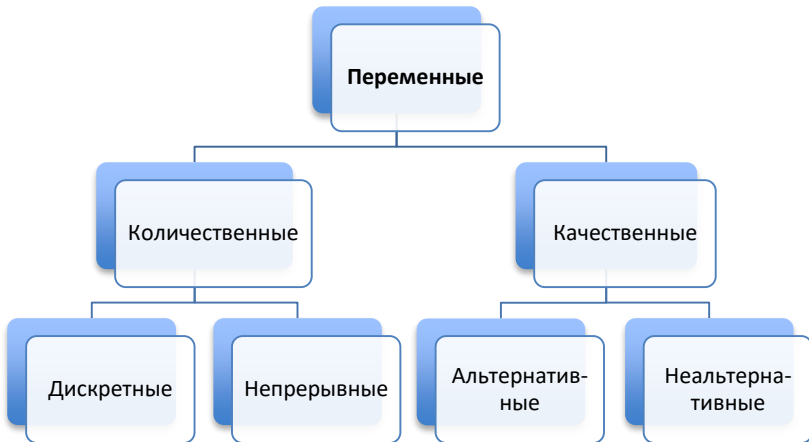 Переменные
Количественные
Качественные
Дискретные
Непрерывные
Альтернатив-
ные
Неальтерна-
тивные